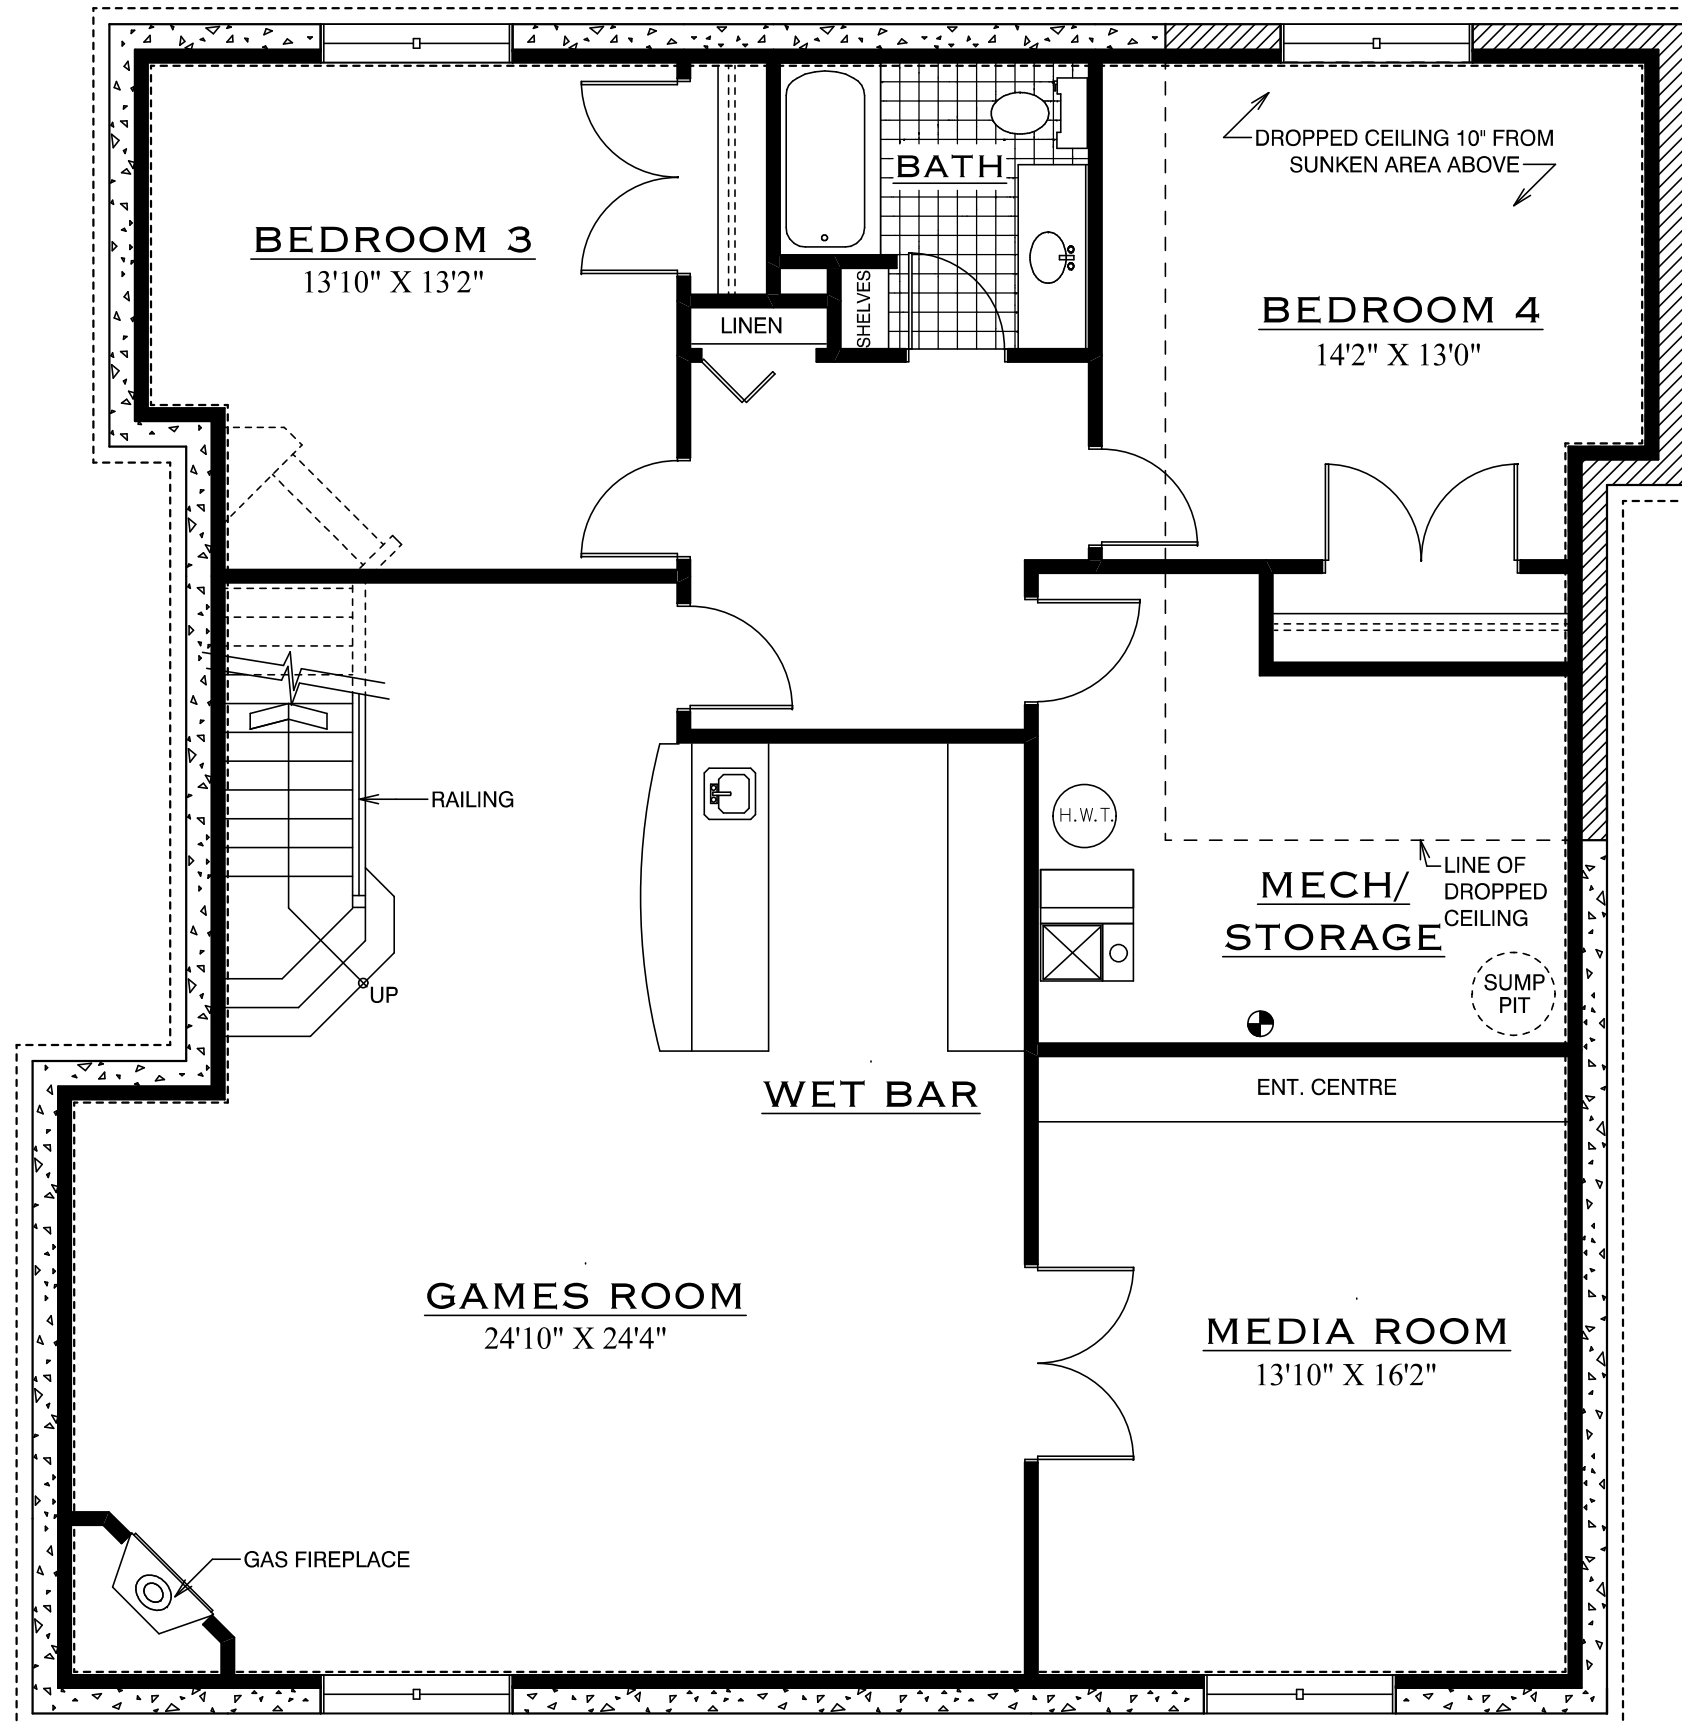 BATH
DROPPED CEILING 10" FROM
SUNKEN AREA ABOVE
BEDROOM 3
13'10" X 13'2"
SHELVES
LINEN
BEDROOM 4
14'2" X 13'0"
RAILING
H.W.T.
LINE OF
DROPPED
CEILING
MECH/
STORAGE
SUMP
PIT
UP
WET BAR
ENT. CENTRE
GAMES ROOM
24'10" X 24'4"
MEDIA ROOM
13'10" X 16'2"
GAS FIREPLACE